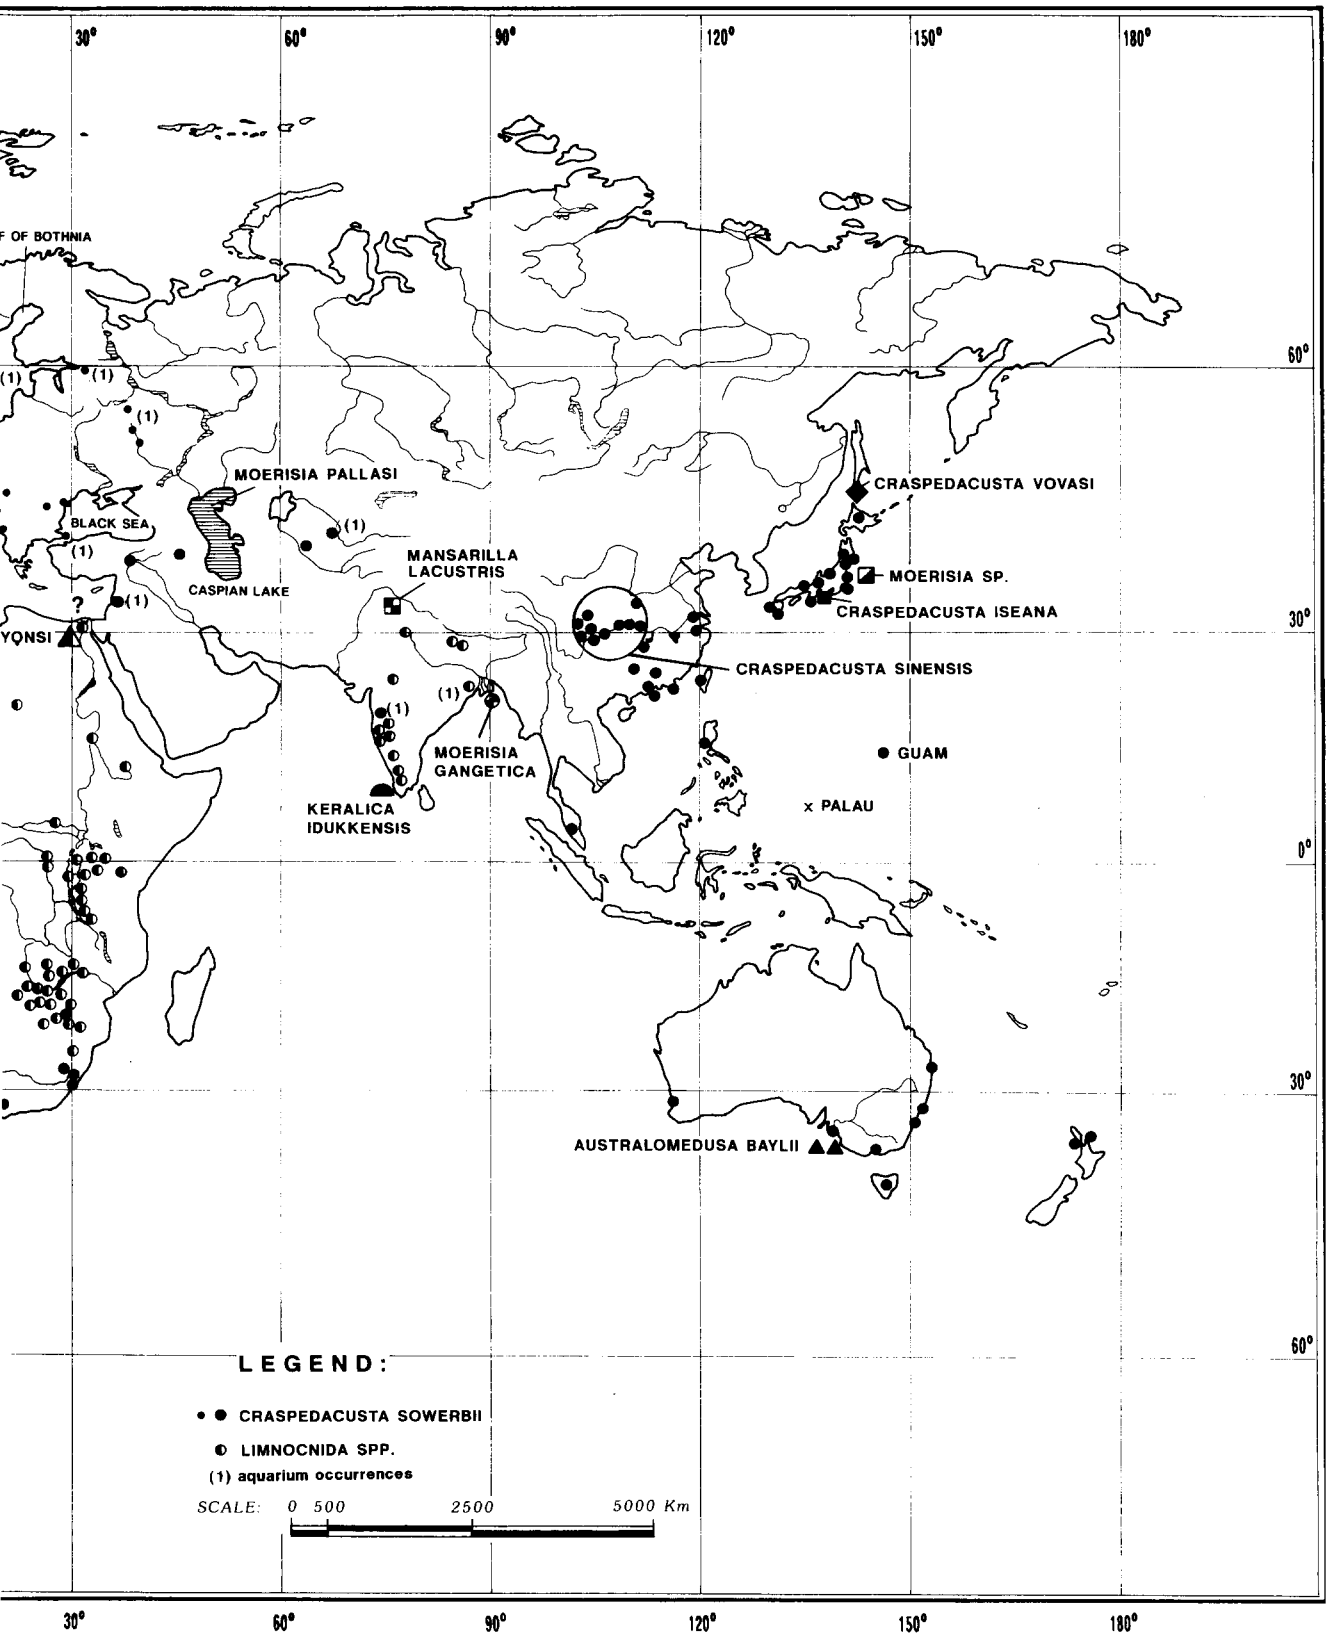 30° 60° 90° 120° 150° 180°
F OF BOTHNIA
60°
(1) (1)
(1)
MOERISIA PALLASI
CRASPEDACUSTA VOVASI
BLACK SEA
(1)
(1)
MANSARILLA
LACUSTRIS
CASPIAN LAKE
MOERISIA SP.
?
(1)
CRASPEDACUSTA ISEANA
YONSI
30°
CRASPEDACUSTA SINENSIS
(1)
(1)
MOERISIA
GANGETICA
GUAM
KERALICA
IDUKKENSIS
x PALAU
0°
30°
AUSTRALOMEDUSA BAYLII
60°
LEGEND:
CRASPEDACUSTA SOWERBII
LIMNOCNIDA SPP.
(1) aquarium occurrences
SCALE: 0 500 2500 5000 Km
30° 60° 90° 120° 150° 180°